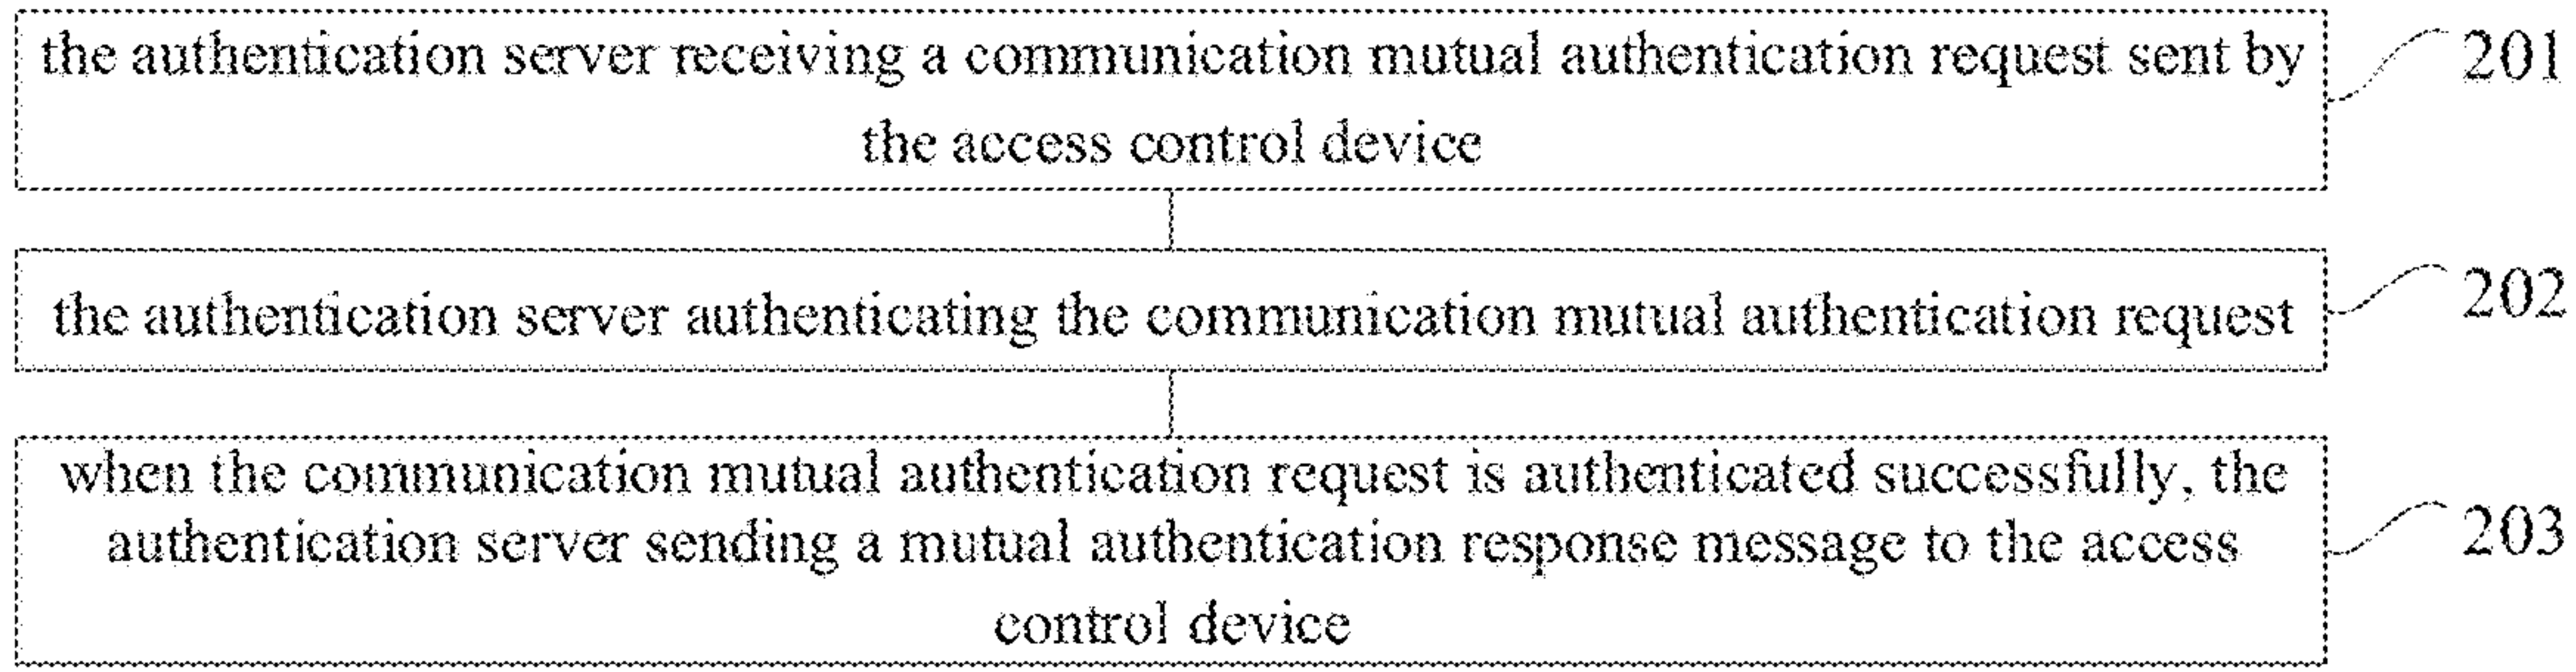 the authentication server receiving a communication mutual authentication request sent by
the access control device
201
the authentication server authenticating the communication mutual authentication request
202
when the communication mutual authentication request is authenticated successfully, the
authentication server sending a mutual authentication response message to the access
control device
203